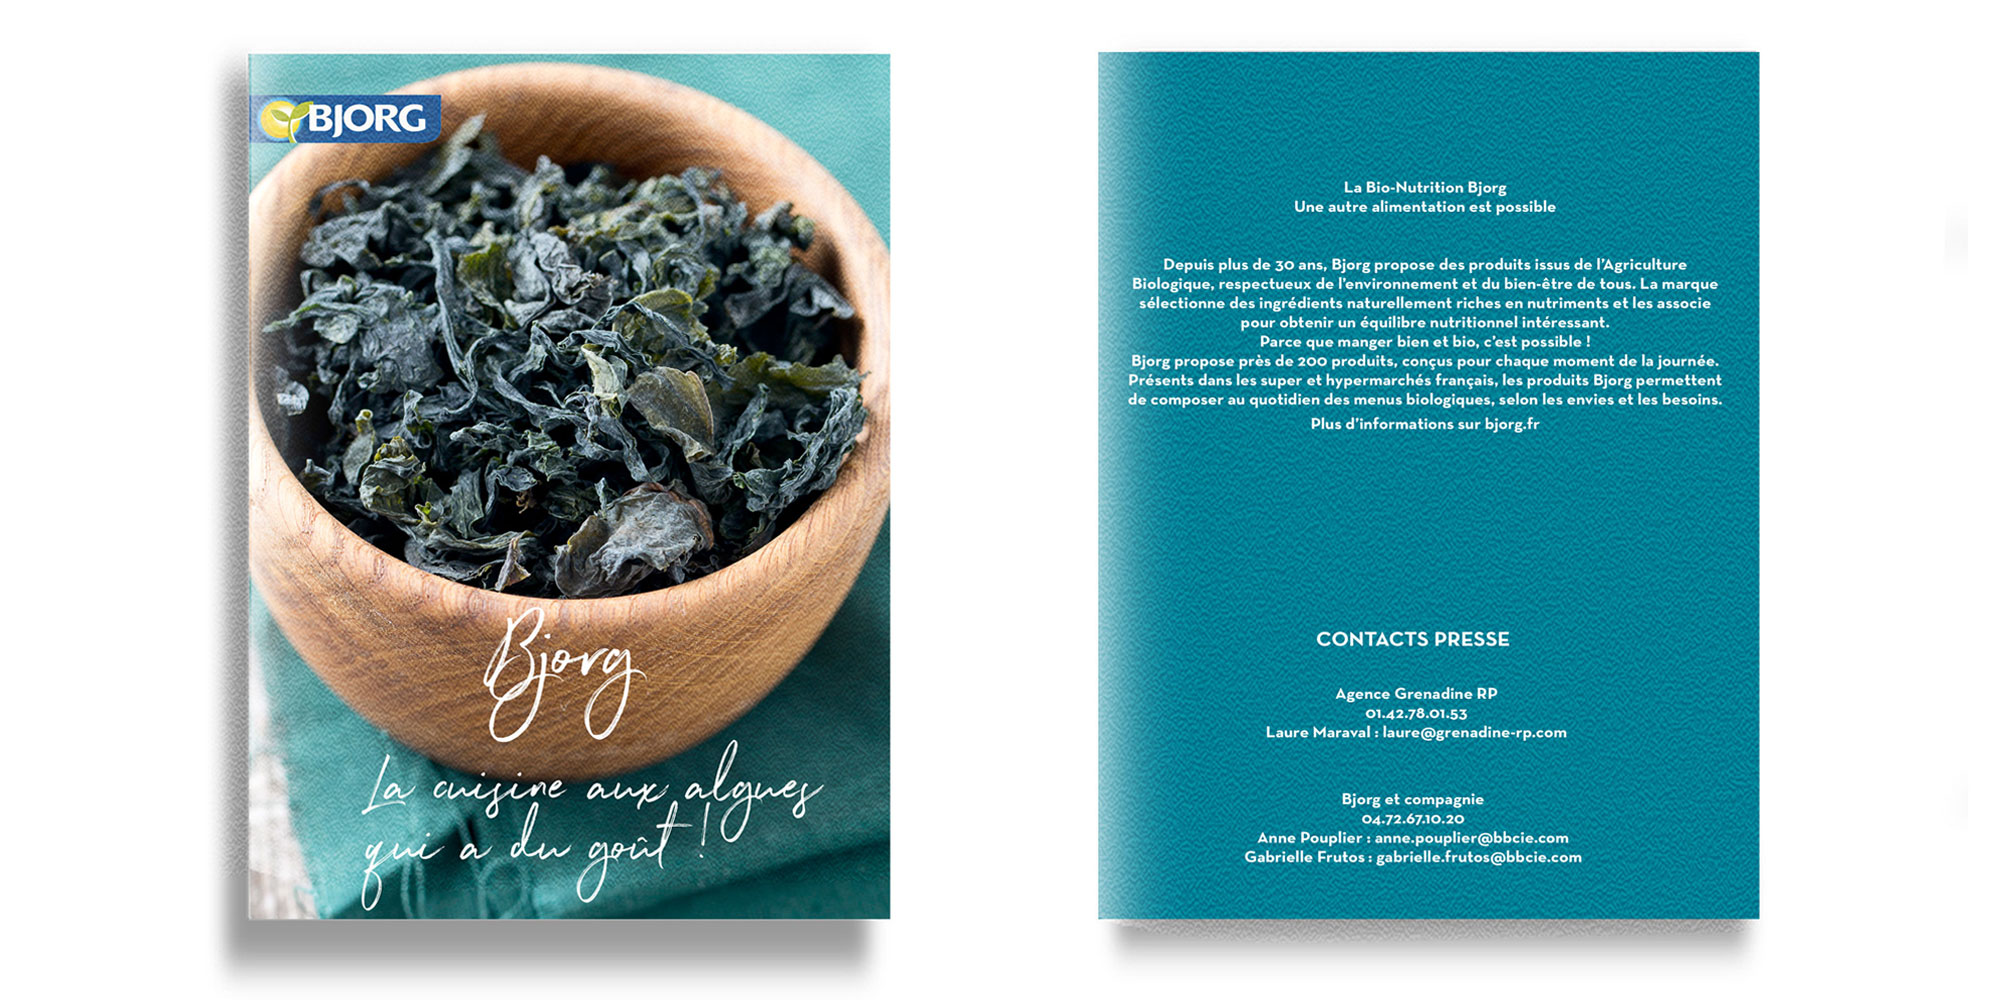 BJORG
Bjorg
La cuisine aux algues
qui a du goût !
La Bio-Nutrition Bjorg
Une autre alimentation est possible
Depuis plus de 30 ans, Bjorg propose des produits issus de l’Agriculture
Biologique, respectueux de l’environnement et du bien-être de tous. La marque
sélectionne des ingrédients naturellement riches en nutriments et les associe
pour obtenir un équilibre nutritionnel intéressant.
Parce que manger bien et bio, c’est possible !
Bjorg propose près de 200 produits, conçus pour chaque moment de la journée.
Présents dans les super et hypermarchés français, les produits Bjorg permettent
de composer au quotidien des menus biologiques, selon les envies et les besoins.
Plus d’informations sur bjorg.fr
CONTACTS PRESSE
Agence Grenadine RP
01.42.78.01.53
Laure Maraval : laure@grenadine-rp.com
Bjorg et compagnie
04.72.67.10.20
Anne Pouplier : anne.pouplier@bbcie.com
Gabrielle Frutos : gabrielle.frutos@bbcie.com